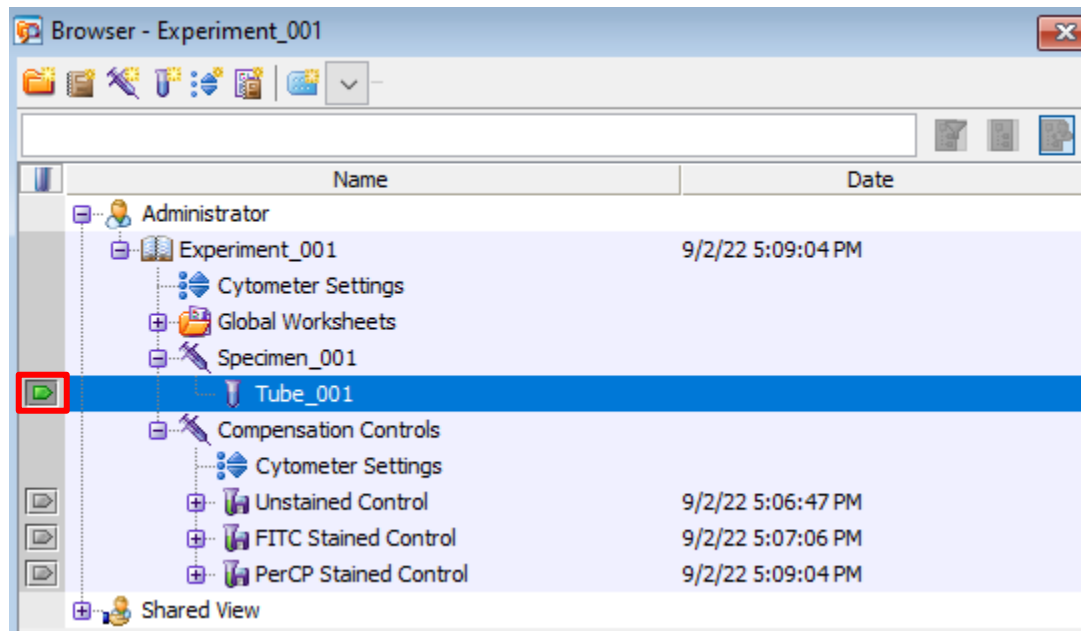 Browser - Experiment_001
Name Date
Administrator
Experiment_001 9/2/22 5:09:04 PM
Cytometer Settings
Global Worksheets
Specimen_001
Tube_001
Compensation Controls
Cytometer Settings
Unstained Control 9/2/22 5:06:47 PM
FITC Stained Control 9/2/22 5:07:06 PM
PerCP Stained Control 9/2/22 5:09:04 PM
Shared View